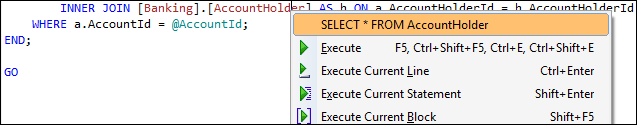 INNER JOIN [Banking].[AccountHolder] AS h ON a.AccountHolderId = h.AccountHolderId
WHERE a.AccountId = @AccountId;
END;
GO
SELECT * FROM AccountHolder
Execute F5, Ctrl+Shift+F5, Ctrl+E, Ctrl+Shift+E
Execute Current Line Ctrl+Enter
Execute Current Statement Shift+Enter
Execute Current Block Shift+F5